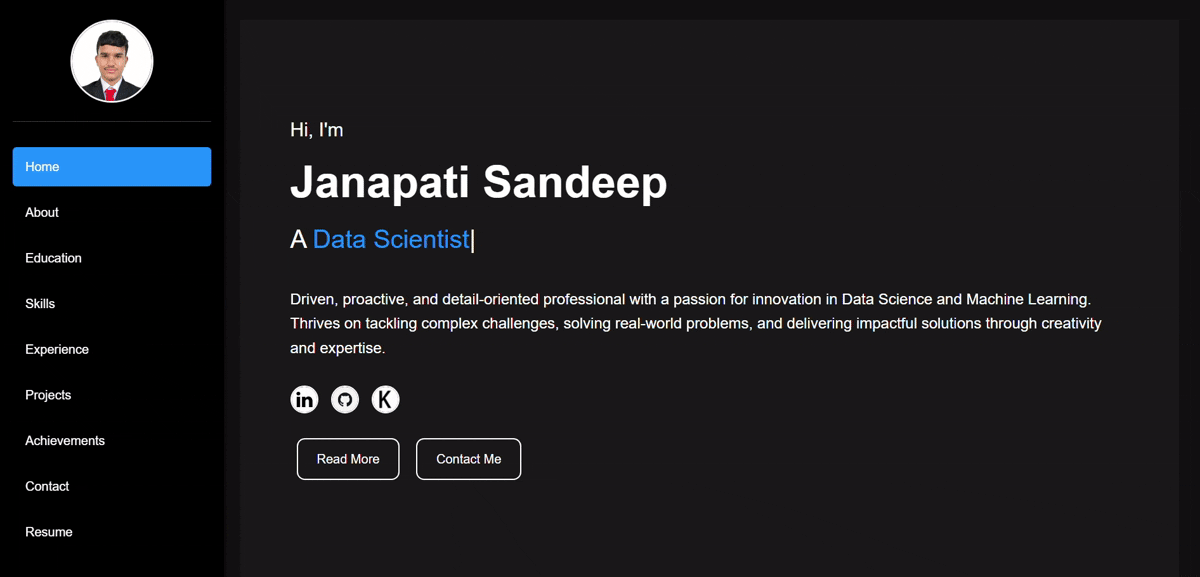 Home
About
Education
Skills
Experience
Projects
Achievements
Contact
Resume
Hi, I'm
Janapati Sandeep
A Data Scientist|
Driven, proactive, and detail-oriented professional with a passion for innovation in Data Science and Machine Learning.
Thrives on tackling complex challenges, solving real-world problems, and delivering impactful solutions through creativity
and expertise.
in K
Read More Contact Me